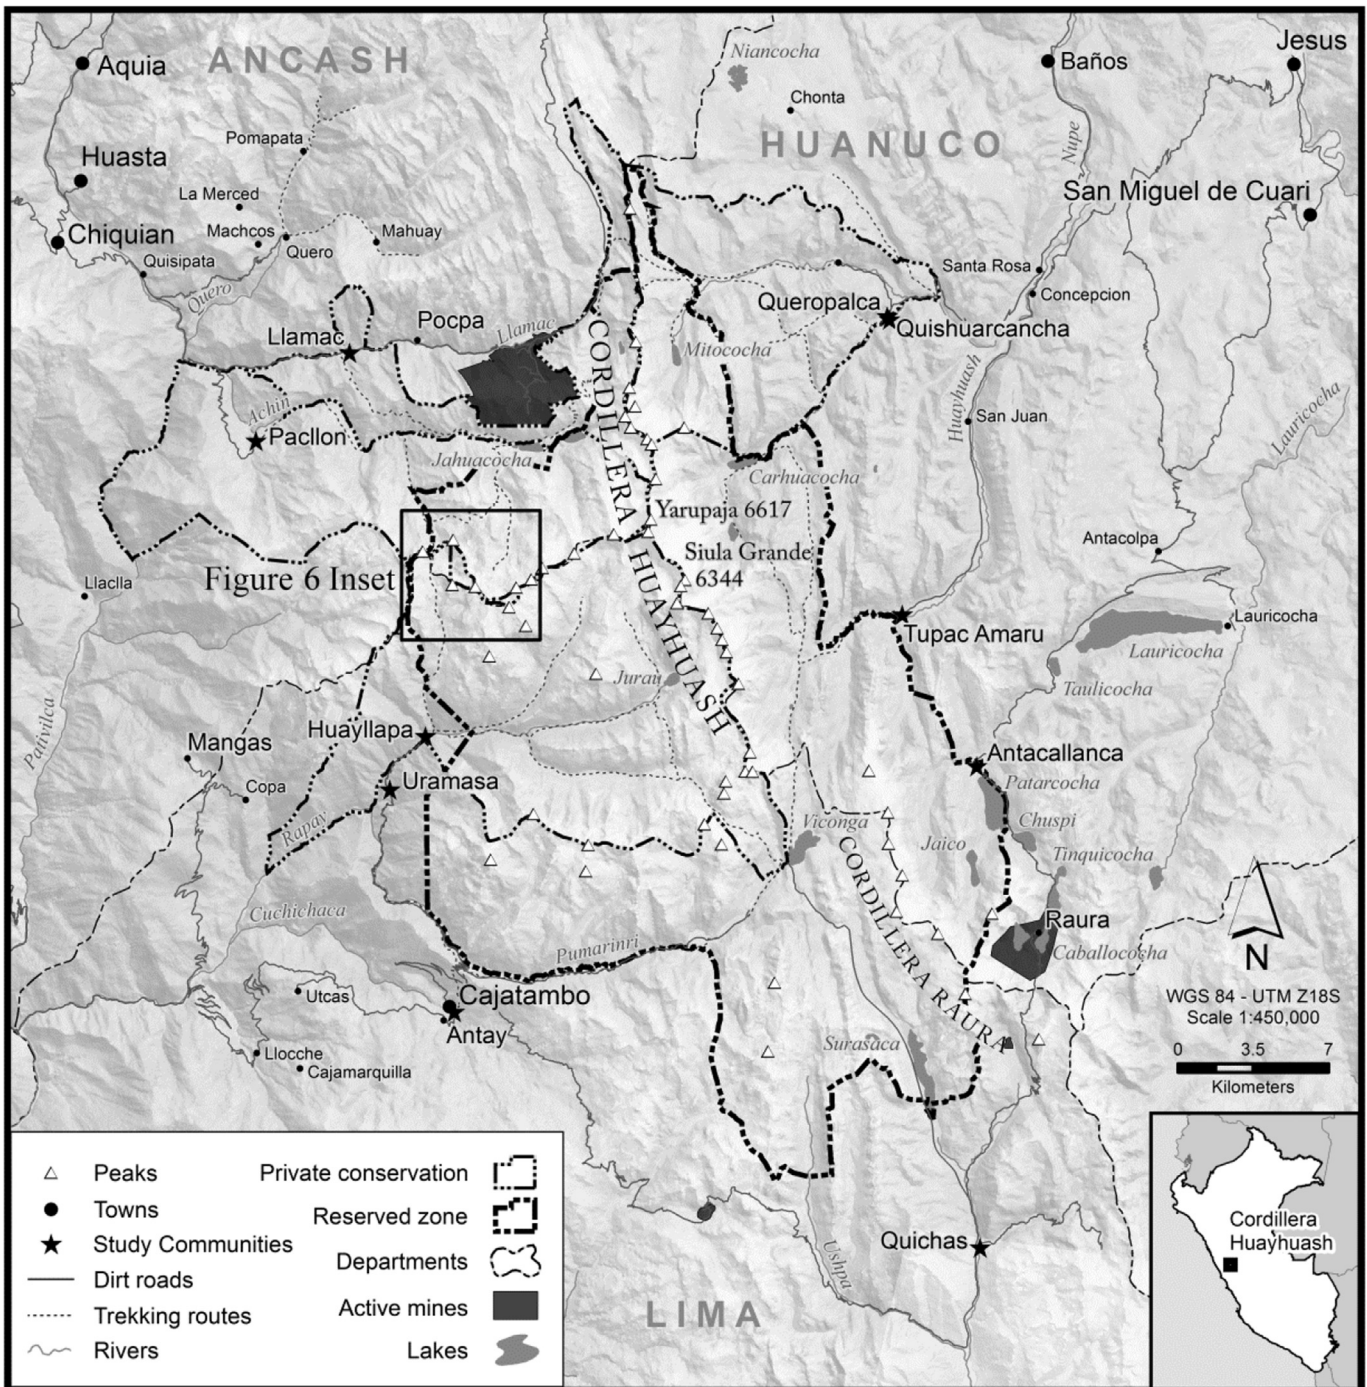 Jesus
Niancocha
Baños
Aquia
ANCASH
Chonta
Pomapata
HUANUCO
Nupe
Huasta
La Merced
San Miguel de Cuari
Machcos
Mahuay
Chiquian
Quero
Quisipata
Santa Rosa
Quero
Concepcion
Queropalca
Pocpa
Llamac
Quishuarcancha
Llamac
Mitococha
Huayhuash
Lauricocha
Achin
San Juan
Pacllon
CORDILLERA HUAYHUASH
Jahuacocha
Carhuacocha
Yarupaja 6617
Antacolpa
Siula Grande
6344
Figure 6 Inset
Llaclla
Lauricocha
Tupac Amaru
Lauricocha
Jurau
Taulicocha
Pativilca
Huayllapa
Mangas
Antacallanca
Uramasa
Patarcocha
Copa
Rapay
Viconga
Chuspi
Jaico
Tinquicocha
CORDILLERA RAURA
Cuchichaca
Raura
Pumarinri
Caballococha
N
Utcas
Cajatambo
WGS 84 - UTM Z18S
Scale 1:450,000
Antay
Surasaca
Llocche
0 3.5 7
Cajamarquilla
Kilometers
Peaks
Private conservation
Towns
Reserved zone
Study Communities
Departments
Dirt roads
Active mines
Trekking routes
Rivers
Lakes
Quichas
Ushpa
LIMA
Cordillera
Huayhuash